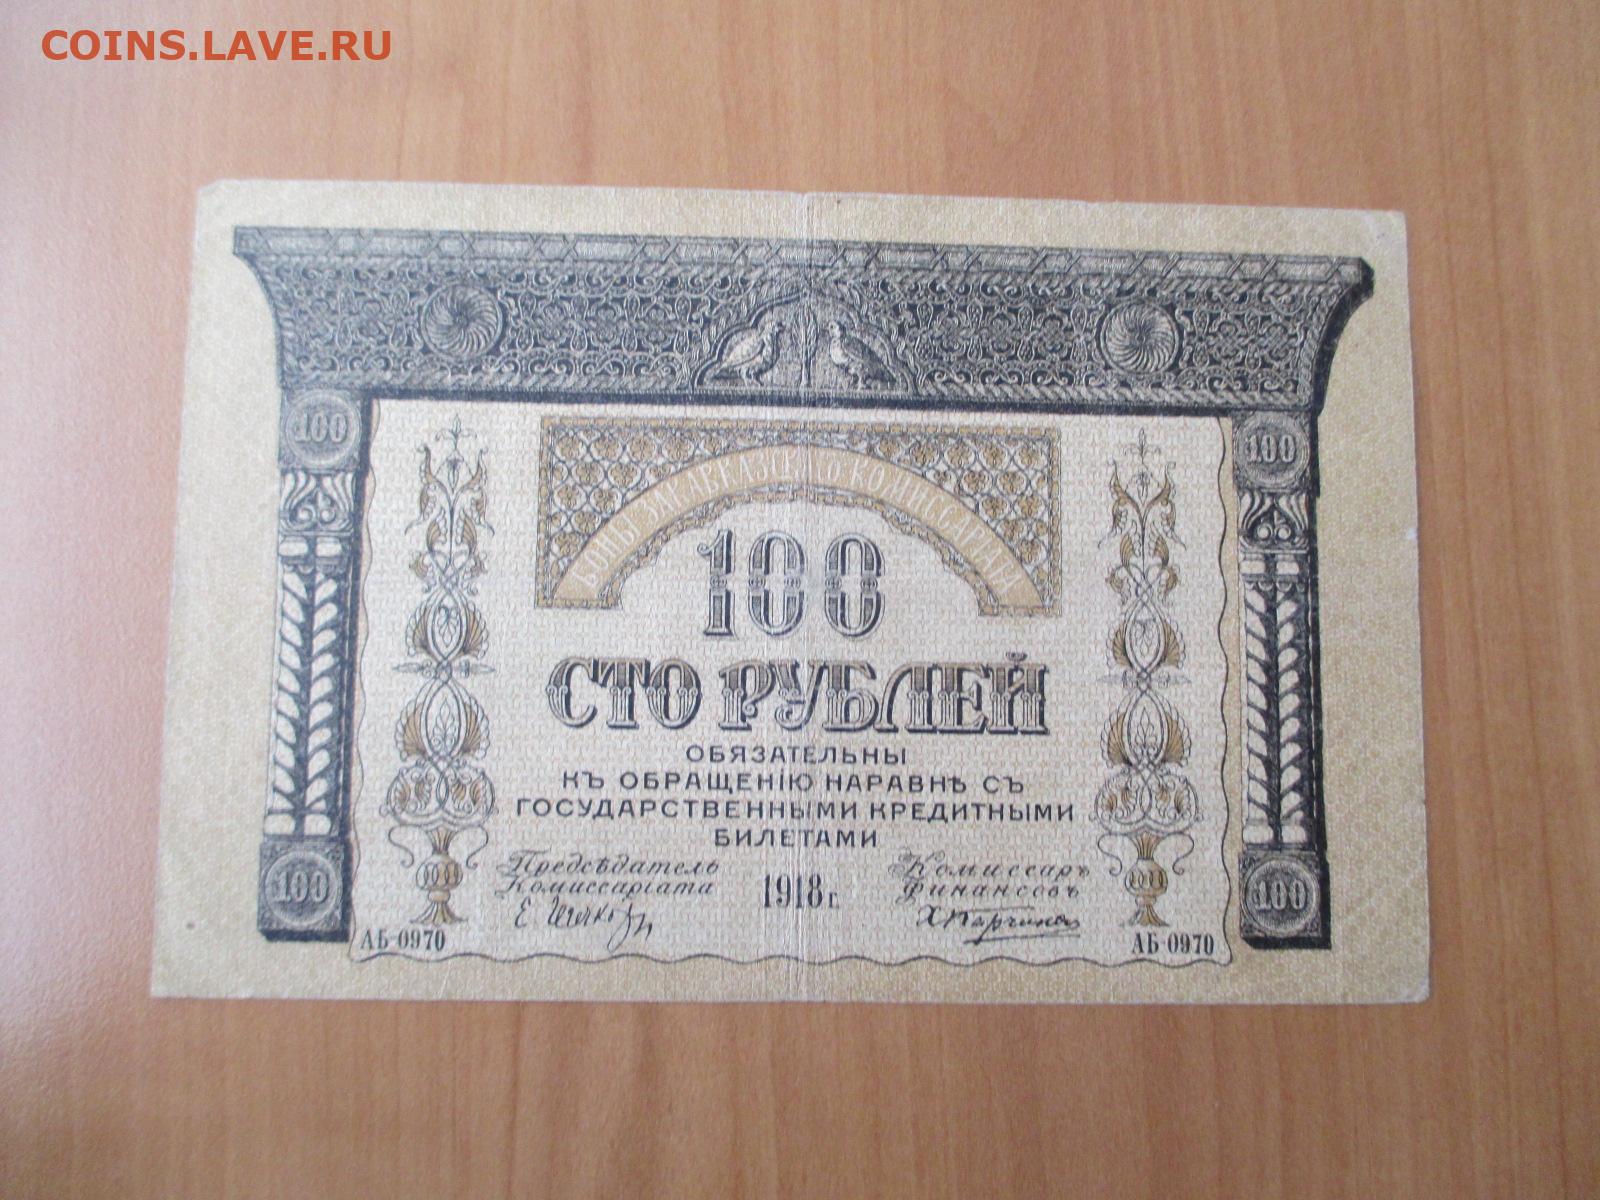 COINS.LAVE.RU
100 100
БОНЫ ЗАКАВКАЗСКАГО КОМИССАРІАТА
100
СТО РУБЛЕЙ
ОБЯЗАТЕЛЬНЫ
КЪ ОБРАЩЕНІЮ НАРАВНѢ СЪ
ГОСУДАРСТВЕННЫМИ КРЕДИТНЫМИ
БИЛЕТАМИ
Предсѣдатель
Комиссаріата
1918 г.
Комиссаръ
Финансовъ
100 100
АБ-0970 АБ-0970